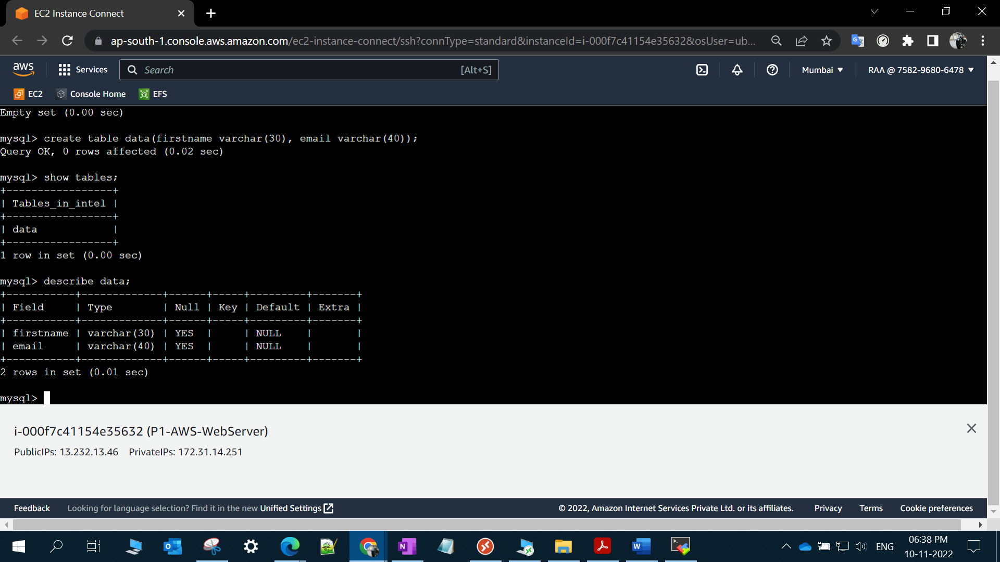 EC2 Instance Connect
ap-south-1.console.aws.amazon.com/ec2-instance-connect/ssh?connType=standard&instanceId=i-000f7c41154e35632&osUser=ub...
aws
Services
Search
[Alt+S]
Mumbai
RAA @ 7582-9680-6478
EC2
Console Home
EFS
Empty set (0.00 sec)
mysql> create table data(firstname varchar(30), email varchar(40));
Query OK, 0 rows affected (0.02 sec)
mysql> show tables;
+-----------------+
| Tables_in_intel |
+-----------------+
| data            |
+-----------------+
1 row in set (0.00 sec)
mysql> describe data;
+-----------+-------------+------+-----+---------+-------+
| Field     | Type        | Null | Key | Default | Extra |
+-----------+-------------+------+-----+---------+-------+
| firstname | varchar(30) | YES  |     | NULL    |       |
| email     | varchar(40) | YES  |     | NULL    |       |
+-----------+-------------+------+-----+---------+-------+
2 rows in set (0.01 sec)
mysql>
i-000f7c41154e35632 (P1-AWS-WebServer)
PublicIPs: 13.232.13.46 PrivateIPs: 172.31.14.251
Feedback
Looking for language selection? Find it in the new Unified Settings
© 2022, Amazon Internet Services Private Ltd. or its affiliates.
Privacy
Terms
Cookie preferences
ENG
06:38 PM
10-11-2022